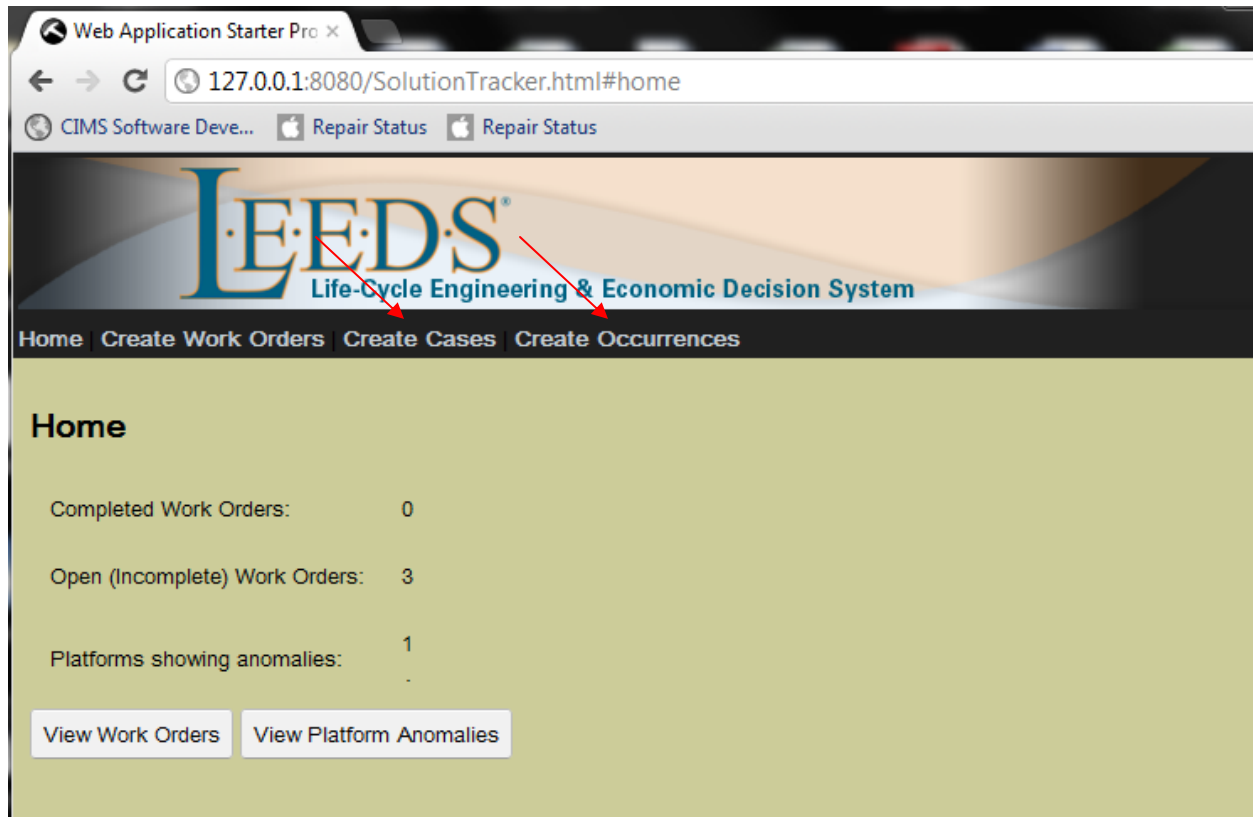 Web Application Starter Pro
127.0.0.1:8080/SolutionTracker.html#home
CIMS Software Deve... Repair Status Repair Status
L·E·E·D·S®
Life-Cycle Engineering & Economic Decision System
Home | Create Work Orders | Create Cases | Create Occurrences
Home
Completed Work Orders: 0
Open (Incomplete) Work Orders: 3
Platforms showing anomalies: 1
.
View Work Orders View Platform Anomalies